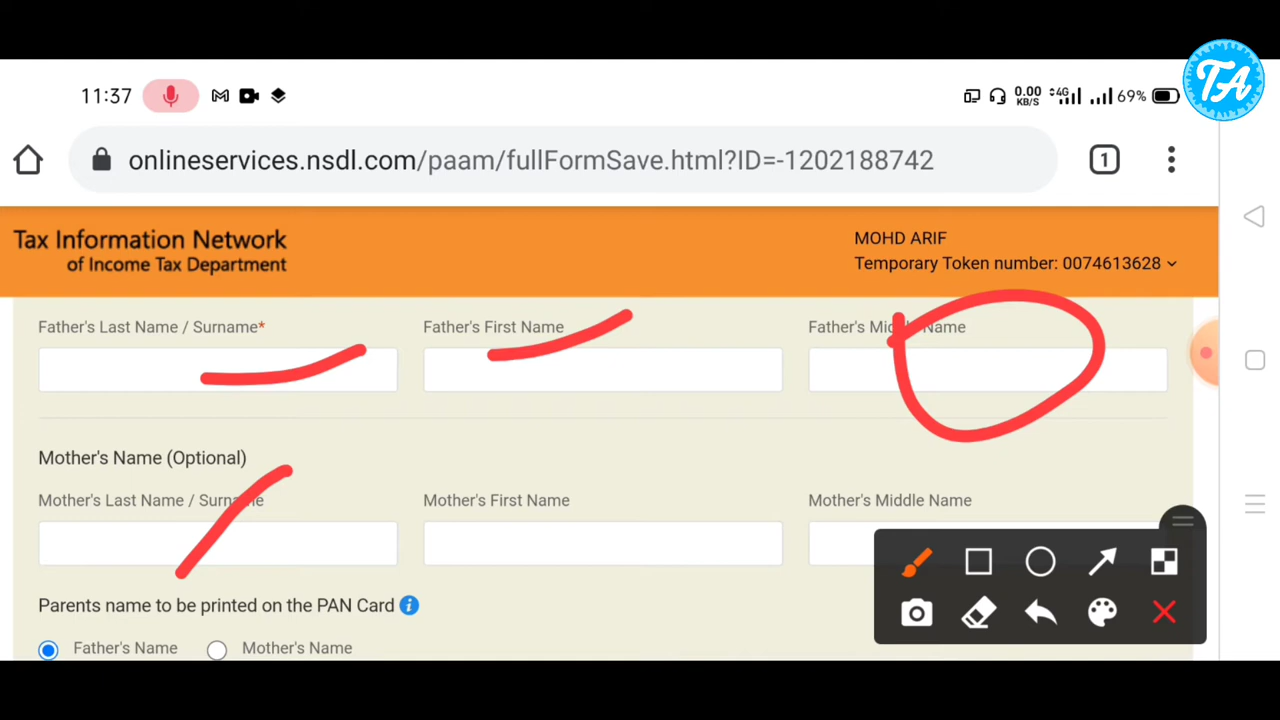 TA
11:37
0.00 KB/S 4G 69%
onlineservices.nsdl.com/paam/fullFormSave.html?ID=-1202188742
1
Tax Information Network
of Income Tax Department
MOHD ARIF
Temporary Token number: 0074613628
Father's Last Name / Surname*
Father's First Name
Father's Middle Name
Mother's Name (Optional)
Mother's Last Name / Surname
Mother's First Name
Mother's Middle Name
Parents name to be printed on the PAN Card i
Father's Name
Mother's Name